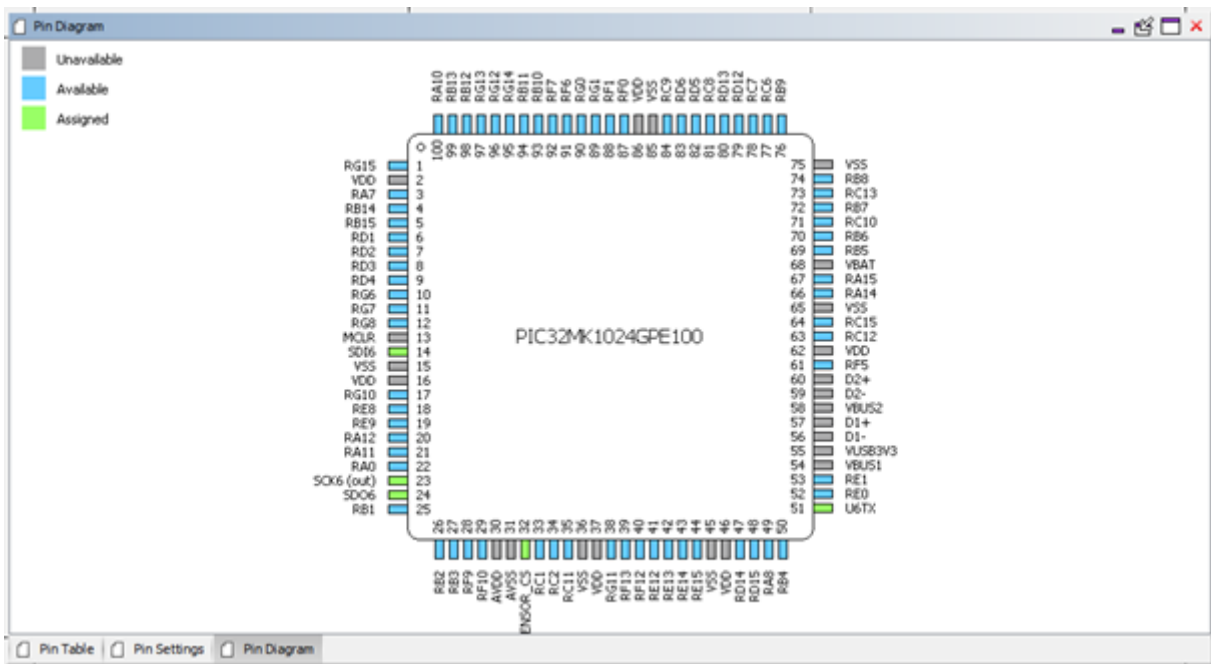 Pin Diagram
Unavailable
Available
Assigned
RA10 RB13 RB12 RG13 RG12 RG14 RB11 RB10 RF7 RF6 RG0 RG1 RF1 RF0 VDD VSS RC9 RD6 RD5 RC8 RD13 RD12 RC7 RC6 RB9
100 99 98 97 96 95 94 93 92 91 90 89 88 87 86 85 84 83 82 81 80 79 78 77 76
RG15 1
VDD 2
RA7 3
RB14 4
RB15 5
RD1 6
RD2 7
RD3 8
RD4 9
RG6 10
RG7 11
RG8 12
MCLR 13
SDI6 14
VSS 15
VDD 16
RG10 17
RE8 18
RE9 19
RA12 20
RA11 21
RA0 22
SCK6 (out) 23
SDO6 24
RB1 25
PIC32MK1024GPE100
75 VSS
74 RB8
73 RC13
72 RB7
71 RC10
70 RB6
69 RB5
68 VBAT
67 RA15
66 RA14
65 VSS
64 RC15
63 RC12
62 VDD
61 RF5
60 D2+
59 D2-
58 VBUS2
57 D1+
56 D1-
55 VUSB3V3
54 VBUS1
53 RE1
52 RE0
51 U6TX
26 27 28 29 30 31 32 33 34 35 36 37 38 39 40 41 42 43 44 45 46 47 48 49 50
RB2 RB3 RF9 RF10 AVDD AVSS ENSOR_CS RC1 RC2 RC11 VSS VDD RG11 RF13 RF12 RE12 RE13 RE14 RE15 VSS VDD RD14 RD15 RA8 RB4
Pin Table Pin Settings Pin Diagram